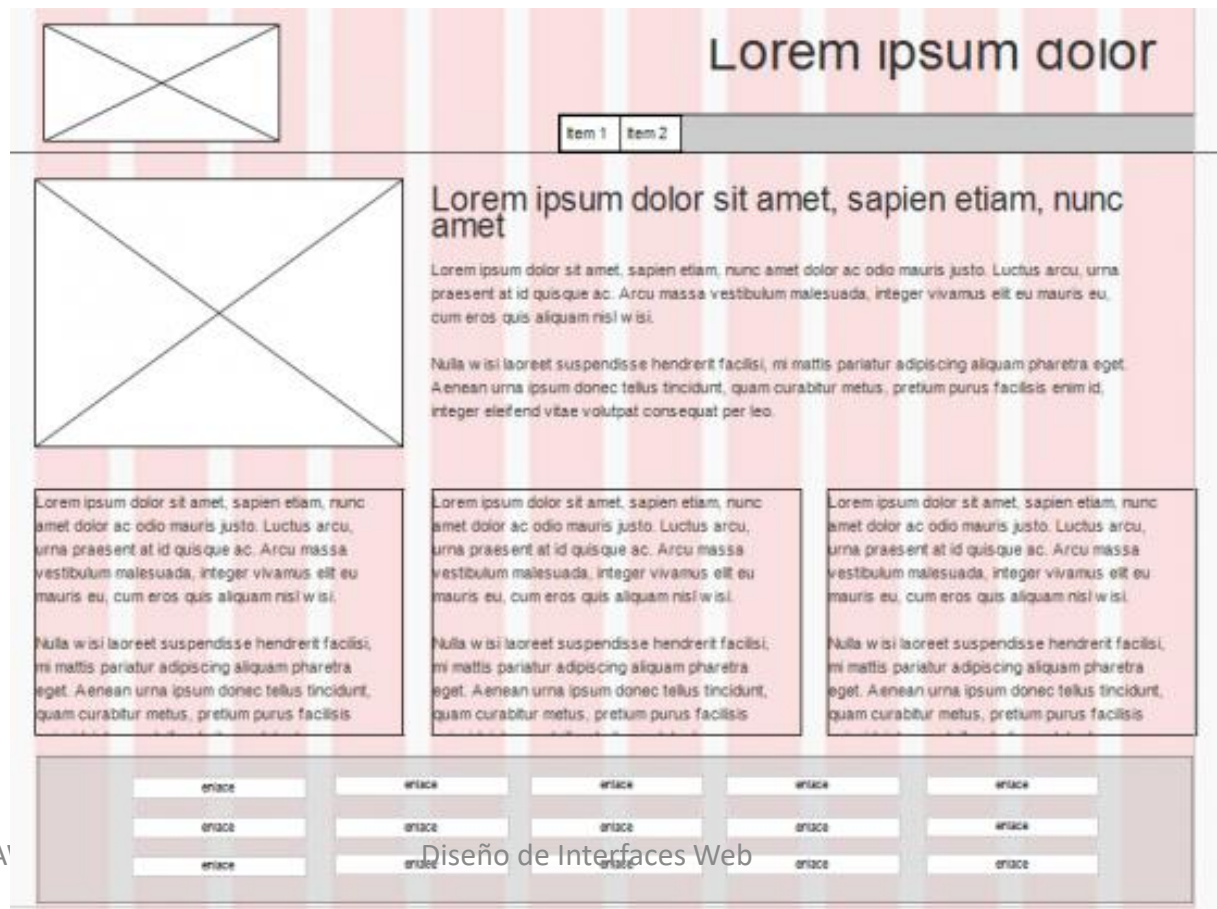 Lorem ipsum dolor
Item 1 Item 2
Lorem ipsum dolor sit amet, sapien etiam, nunc
amet
Lorem ipsum dolor sit amet, sapien etiam, nunc amet dolor ac odio mauris justo. Luctus arcu, urna
praesent at id quisque ac. Arcu massa vestibulum malesuada, integer vivamus elit eu mauris eu,
cum eros quis aliquam nisl wisi.
Nulla wisi laoreet suspendisse hendrerit facilisi, mi mattis pariatur adipiscing aliquam pharetra eget.
Aenean urna ipsum donec tellus tincidunt, quam curabitur metus, pretium purus facilisis enim id,
integer eleifend vitae volutpat consequat per leo.
Lorem ipsum dolor sit amet, sapien etiam, nunc
amet dolor ac odio mauris justo. Luctus arcu,
urna praesent at id quisque ac. Arcu massa
vestibulum malesuada, integer vivamus elit eu
mauris eu, cum eros quis aliquam nisl wisi.
Nulla wisi laoreet suspendisse hendrerit facilisi,
mi mattis pariatur adipiscing aliquam pharetra
eget. Aenean urna ipsum donec tellus tincidunt,
quam curabitur metus, pretium purus facilisis
Lorem ipsum dolor sit amet, sapien etiam, nunc
amet dolor ac odio mauris justo. Luctus arcu,
urna praesent at id quisque ac. Arcu massa
vestibulum malesuada, integer vivamus elit eu
mauris eu, cum eros quis aliquam nisl wisi.
Nulla wisi laoreet suspendisse hendrerit facilisi,
mi mattis pariatur adipiscing aliquam pharetra
eget. Aenean urna ipsum donec tellus tincidunt,
quam curabitur metus, pretium purus facilisis
Lorem ipsum dolor sit amet, sapien etiam, nunc
amet dolor ac odio mauris justo. Luctus arcu,
urna praesent at id quisque ac. Arcu massa
vestibulum malesuada, integer vivamus elit eu
mauris eu, cum eros quis aliquam nisl wisi.
Nulla wisi laoreet suspendisse hendrerit facilisi,
mi mattis pariatur adipiscing aliquam pharetra
eget. Aenean urna ipsum donec tellus tincidunt,
quam curabitur metus, pretium purus facilisis
enlace enlace enlace enlace enlace
enlace enlace enlace enlace enlace
enlace enlace enlace enlace enlace
Diseño de Interfaces Web